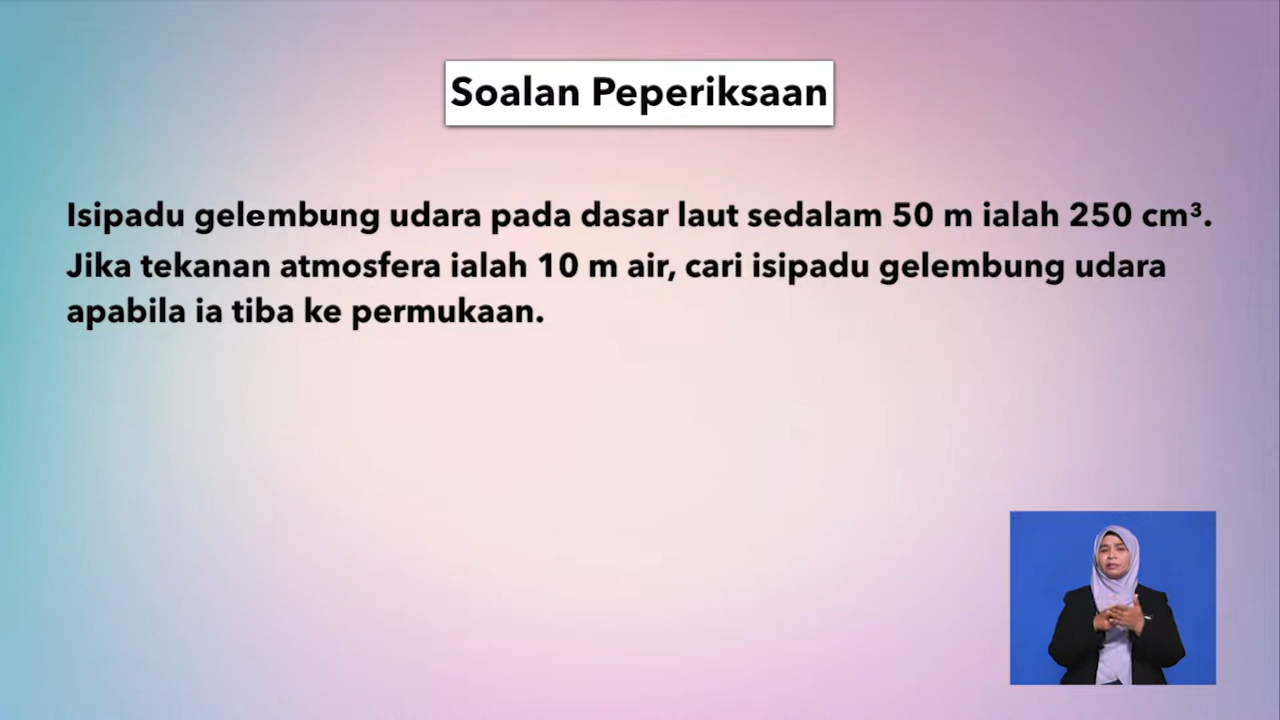 Soalan Peperiksaan
Isipadu gelembung udara pada dasar laut sedalam 50 m ialah 250 cm³.
Jika tekanan atmosfera ialah 10 m air, cari isipadu gelembung udara
apabila ia tiba ke permukaan.